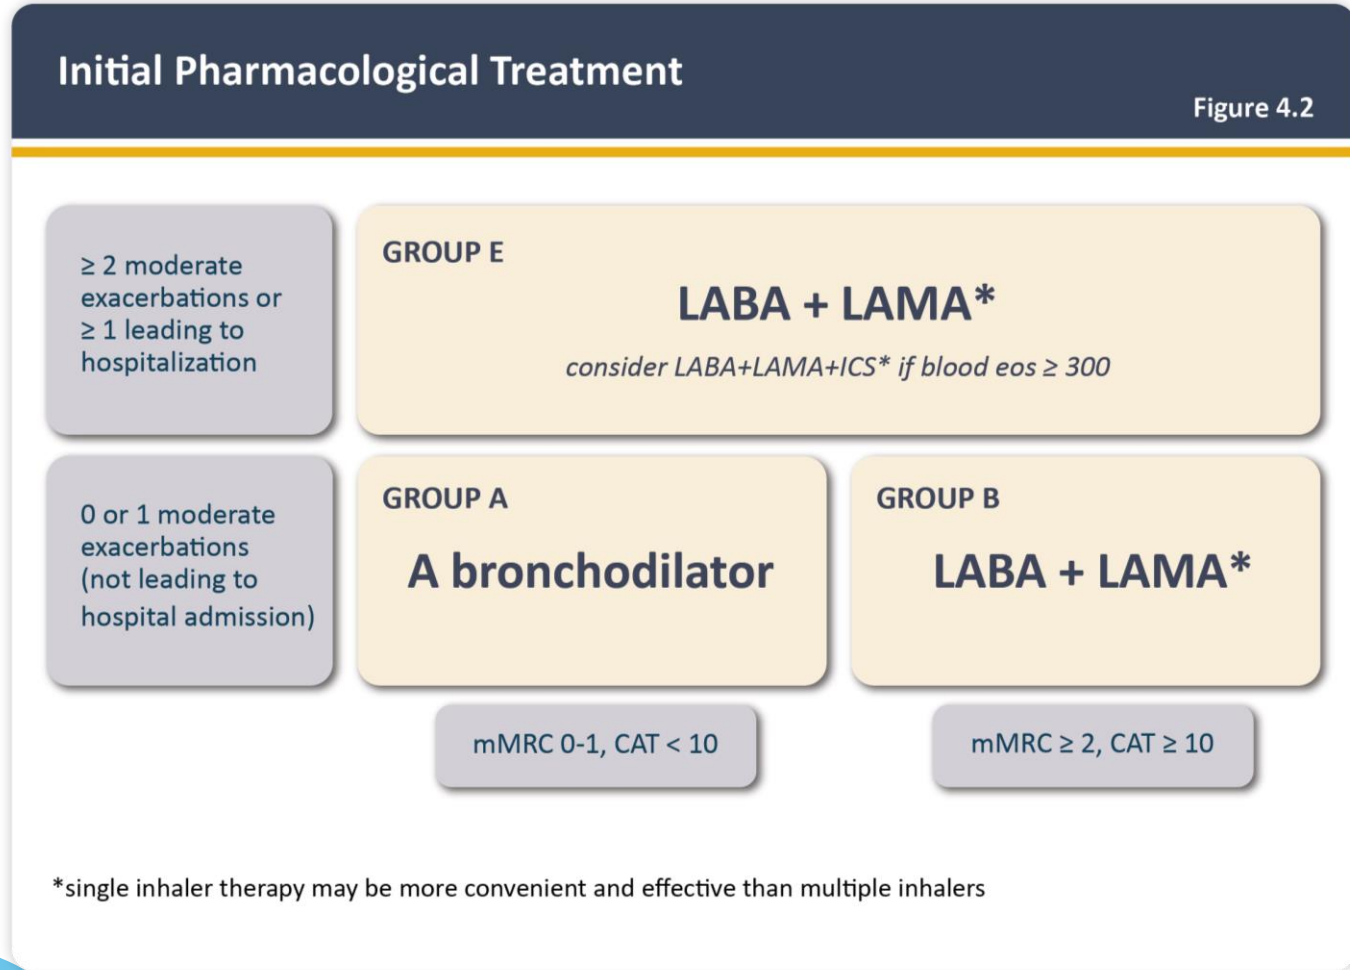 Initial Pharmacological Treatment
Figure 4.2
≥ 2 moderate
exacerbations or
≥ 1 leading to
hospitalization
GROUP E
LABA + LAMA*
consider LABA+LAMA+ICS* if blood eos ≥ 300
0 or 1 moderate
exacerbations
(not leading to
hospital admission)
GROUP A
A bronchodilator
GROUP B
LABA + LAMA*
mMRC 0-1, CAT < 10
mMRC ≥ 2, CAT ≥ 10
*single inhaler therapy may be more convenient and effective than multiple inhalers